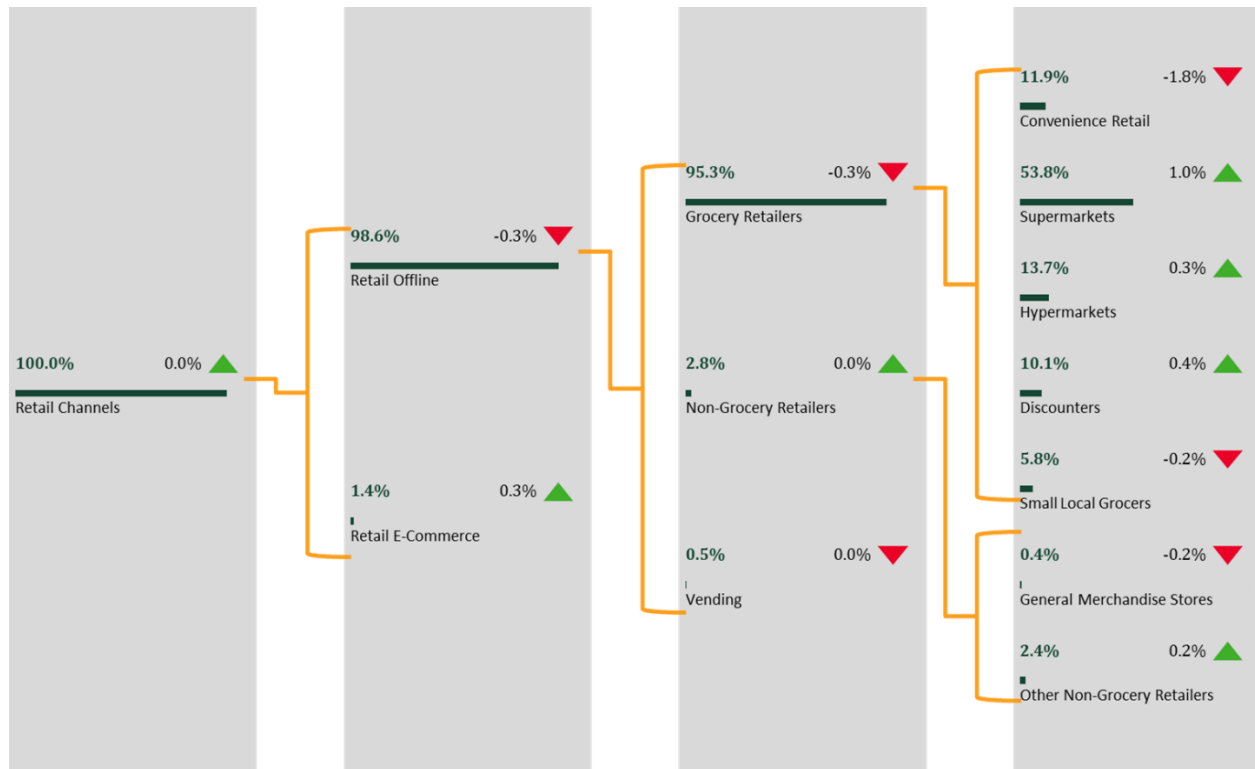 100.0% 0.0%
Retail Channels
98.6% -0.3%
Retail Offline
1.4% 0.3%
Retail E-Commerce
95.3% -0.3%
Grocery Retailers
2.8% 0.0%
Non-Grocery Retailers
0.5% 0.0%
Vending
11.9% -1.8%
Convenience Retail
53.8% 1.0%
Supermarkets
13.7% 0.3%
Hypermarkets
10.1% 0.4%
Discounters
5.8% -0.2%
Small Local Grocers
0.4% -0.2%
General Merchandise Stores
2.4% 0.2%
Other Non-Grocery Retailers